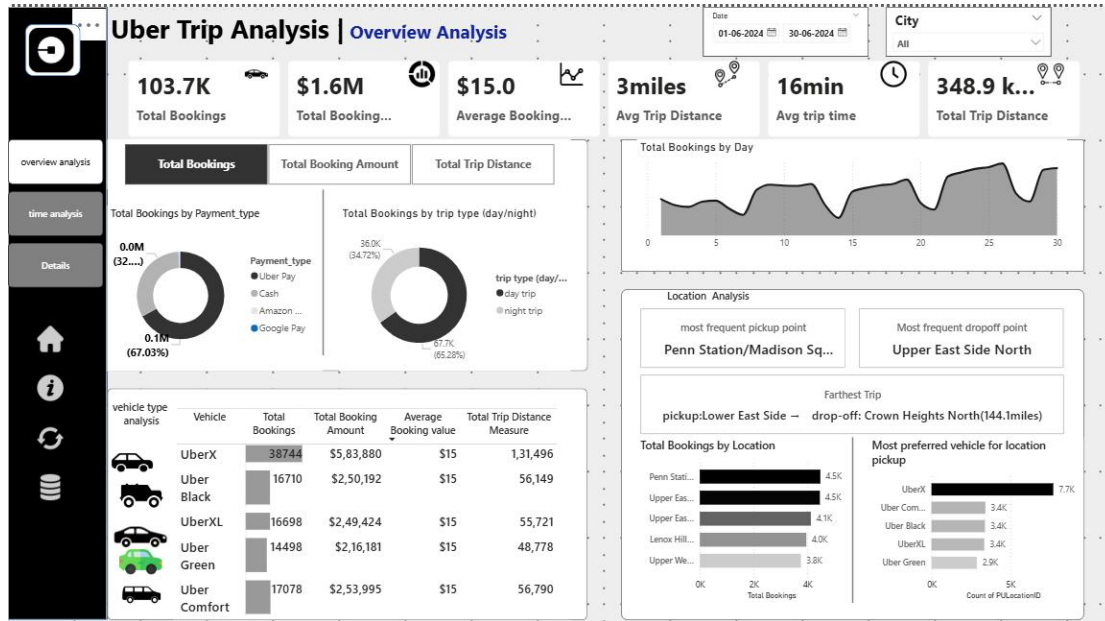 Uber Trip Analysis | Overview Analysis
Date
01-06-2024 30-06-2024
City
All
103.7K
Total Bookings
$1.6M
Total Booking...
$15.0
Average Booking...
3miles
Avg Trip Distance
16min
Avg trip time
348.9 k...
Total Trip Distance
overview analysis
time analysis
Details
Total Bookings Total Booking Amount Total Trip Distance
Total Bookings by Payment_type
0.0M
(32....)
0.1M
(67.03%)
Payment_type
Uber Pay
Cash
Amazon ...
Google Pay
Total Bookings by trip type (day/night)
36.0K
(34.72%)
67.7K
(65.28%)
trip type (day/...
day trip
night trip
Total Bookings by Day
0 5 10 15 20 25 30
vehicle type
analysis
Vehicle Total Bookings Total Booking Amount Average Booking value Total Trip Distance Measure
UberX 38744 $5,83,880 $15 1,31,496
Uber Black 16710 $2,50,192 $15 56,149
UberXL 16698 $2,49,424 $15 55,721
Uber Green 14498 $2,16,181 $15 48,778
Uber Comfort 17078 $2,53,995 $15 56,790
Location Analysis
most frequent pickup point
Penn Station/Madison Sq...
Most frequent dropoff point
Upper East Side North
Farthest Trip
pickup:Lower East Side → drop-off: Crown Heights North(144.1miles)
Total Bookings by Location
Penn Stati... 4.5K
Upper Eas... 4.5K
Upper Eas... 4.1K
Lenox Hill... 4.0K
Upper We... 3.8K
0K 2K 4K
Total Bookings
Most preferred vehicle for location
pickup
UberX 7.7K
Uber Com... 3.4K
Uber Black 3.4K
UberXL 3.4K
Uber Green 2.9K
0K 5K
Count of PULocationID